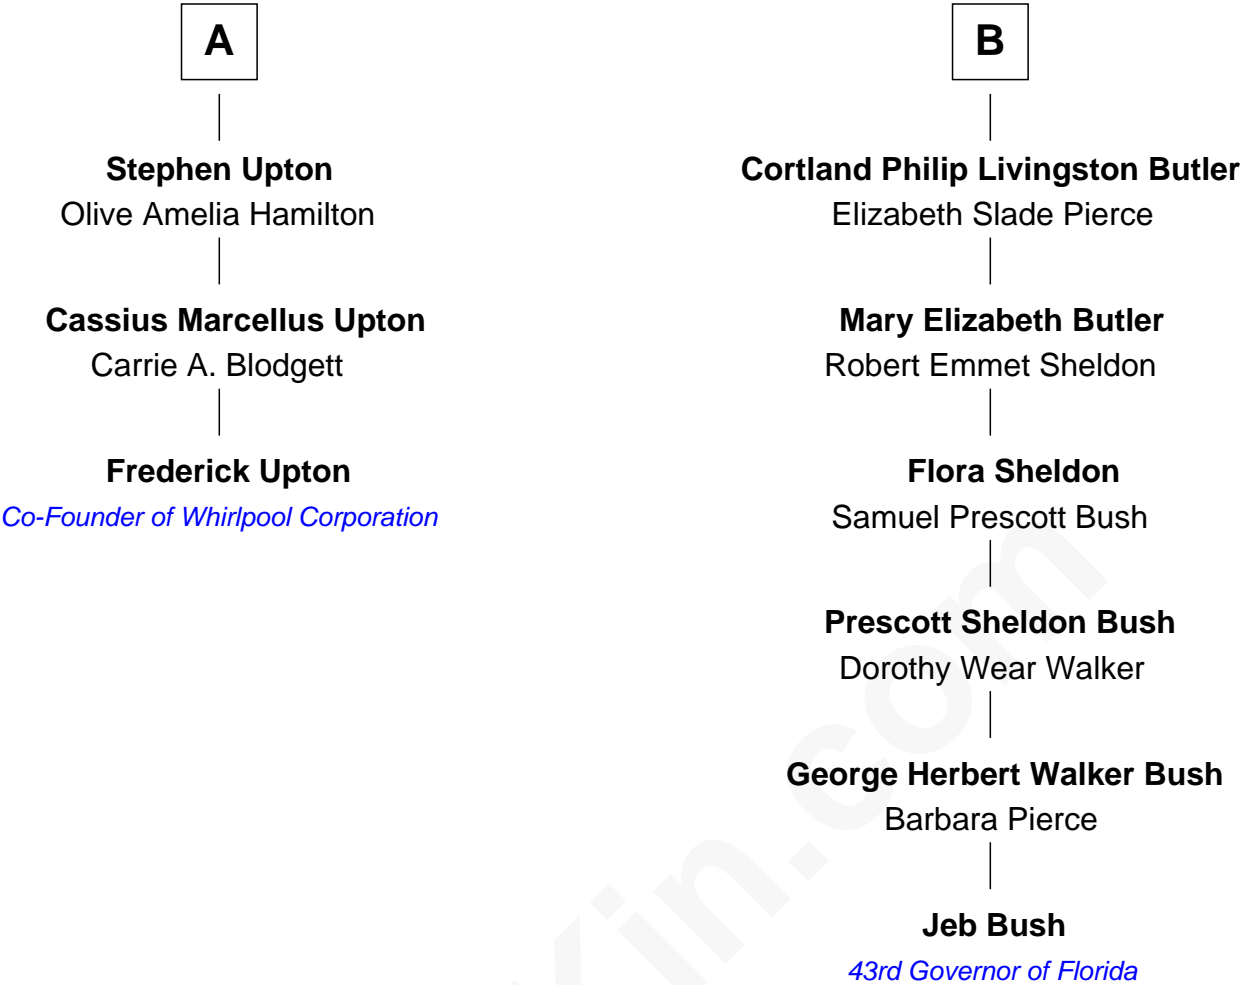 A
Stephen Upton
Olive Amelia Hamilton
Cassius Marcellus Upton
Carrie A. Blodgett
Frederick Upton
Co-Founder of Whirlpool Corporation
B
Cortland Philip Livingston Butler
Elizabeth Slade Pierce
Mary Elizabeth Butler
Robert Emmet Sheldon
Flora Sheldon
Samuel Prescott Bush
Prescott Sheldon Bush
Dorothy Wear Walker
George Herbert Walker Bush
Barbara Pierce
Jeb Bush
43rd Governor of Florida